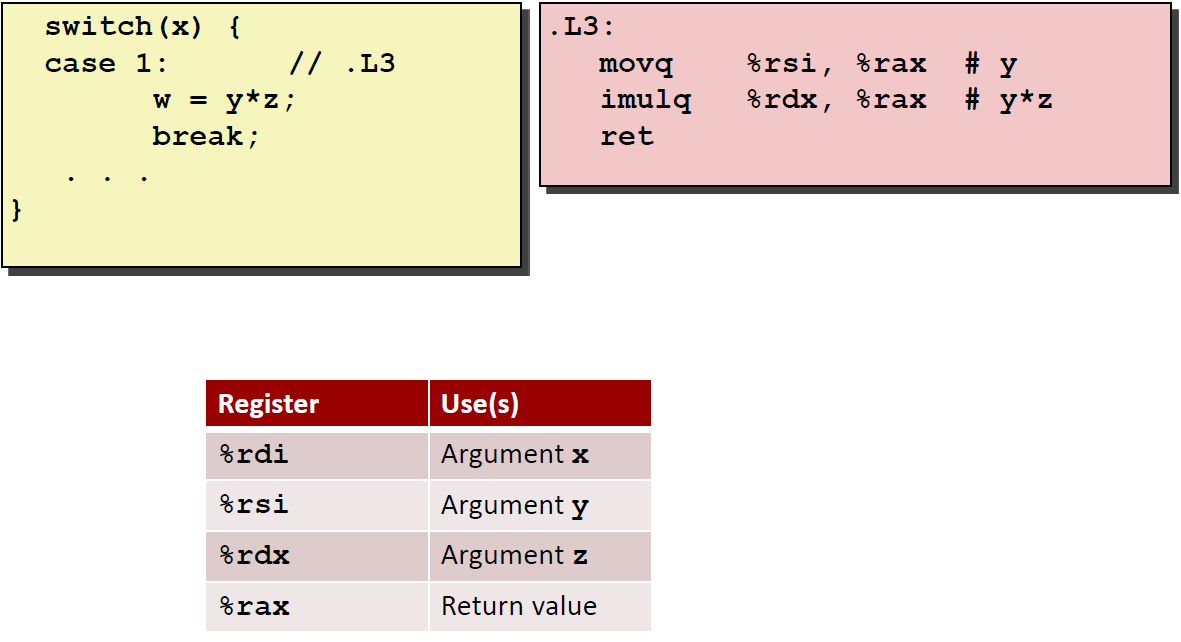 switch(x) {
case 1:       // .L3
      w = y*z;
      break;
 . . .
}
.L3:
   movq    %rsi, %rax  # y
   imulq   %rdx, %rax  # y*z
   ret
Register Use(s)
%rdi Argument x
%rsi Argument y
%rdx Argument z
%rax Return value